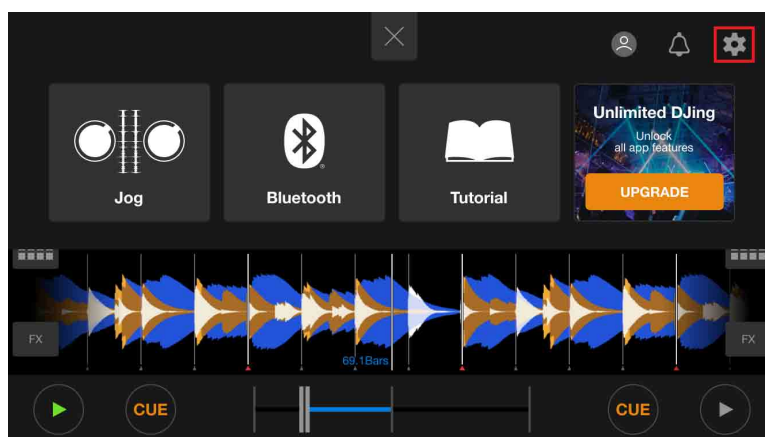 Unlimited DJing
Unlock
all app features
UPGRADE
Jog
Bluetooth
Tutorial
69.1Bars
FX
FX
CUE
CUE